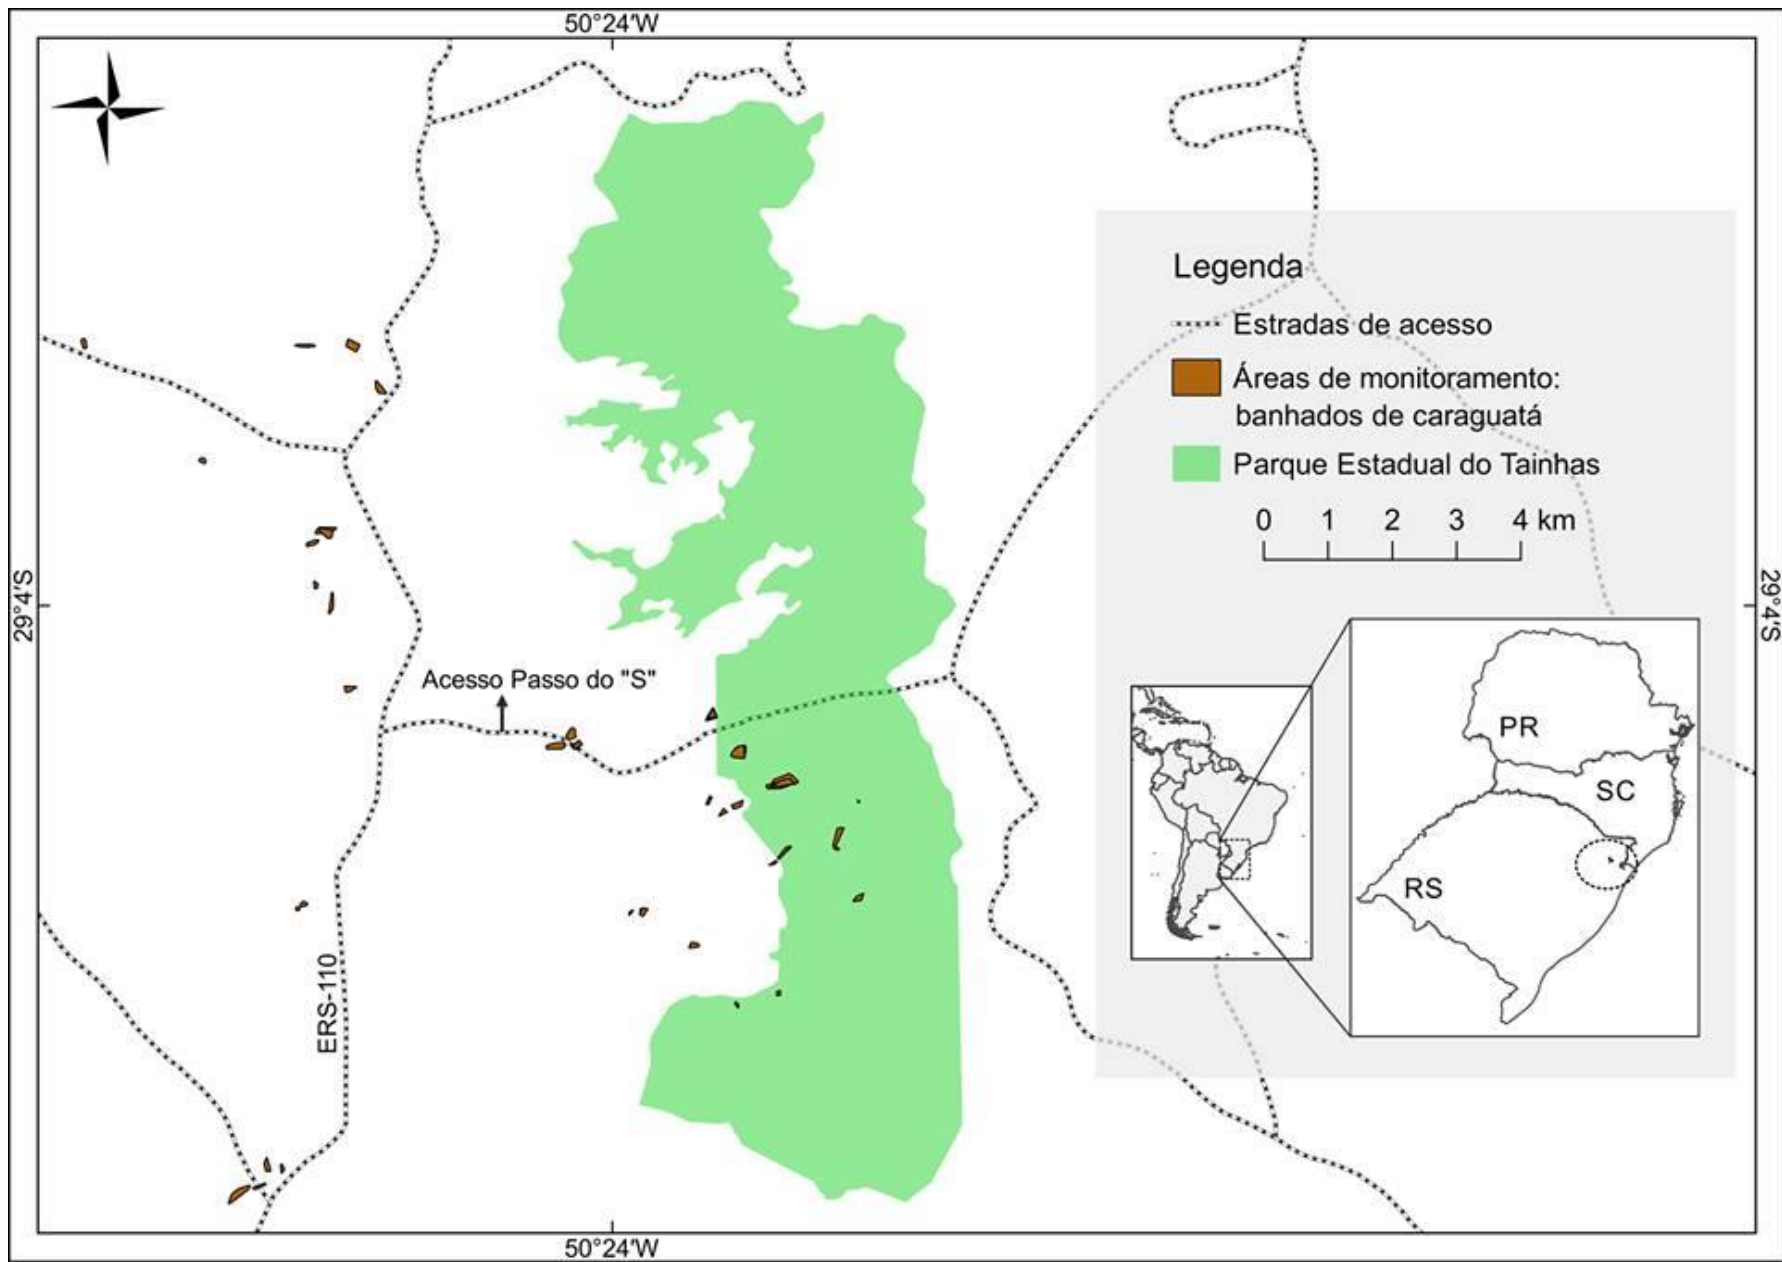 50°24'W
Legenda
Estradas de acesso
Áreas de monitoramento:
banhados de caraguatá
Parque Estadual do Tainhas
0 1 2 3 4 km
29°4'S
29°4'S
Acesso Passo do "S"
PR
SC
RS
ERS-110
50°24'W